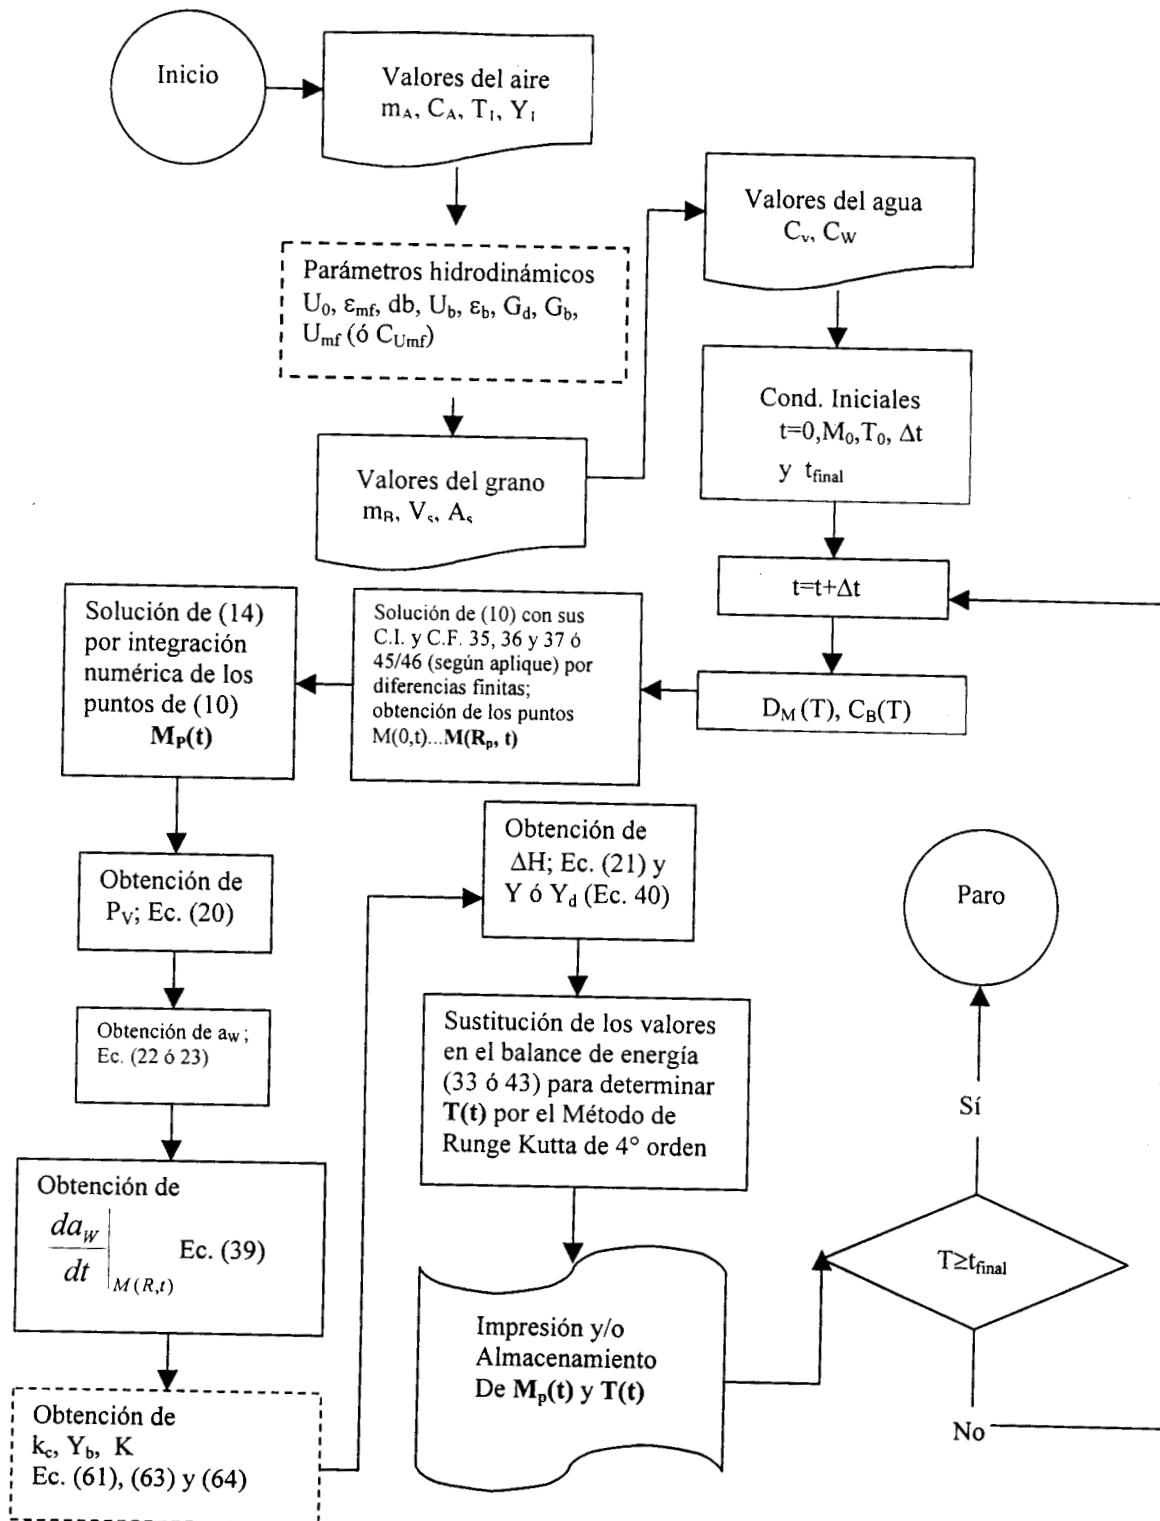 Inicio
Valores del aire
m_A, C_A, T_1, Y_1
Parámetros hidrodinámicos
U_0, ε_mf, db, U_b, ε_b, G_d, G_b,
U_mf (ó C_Umf)
Valores del grano
m_B, V_s, A_s
Valores del agua
C_v, C_W
Cond. Iniciales
t=0,M_0,T_0, Δt
y t_final
t=t+Δt
D_M(T), C_B(T)
Solución de (10) con sus
C.I. y C.F. 35, 36 y 37 ó
45/46 (según aplique) por
diferencias finitas;
obtención de los puntos
M(0,t)...M(R_p, t)
Solución de (14)
por integración
numérica de los
puntos de (10)
M_P(t)
Obtención de
P_V; Ec. (20)
Obtención de a_W;
Ec. (22 ó 23)
Obtención de
da_W/dt|_M(R,t) Ec. (39)
Obtención de
k_c, Y_b, K
Ec. (61), (63) y (64)
Obtención de
ΔH; Ec. (21) y
Y ó Y_d (Ec. 40)
Sustitución de los valores
en el balance de energía
(33 ó 43) para determinar
T(t) por el Método de
Runge Kutta de 4° orden
Impresión y/o
Almacenamiento
De M_p(t) y T(t)
T≥t_final
Sí
No
Paro